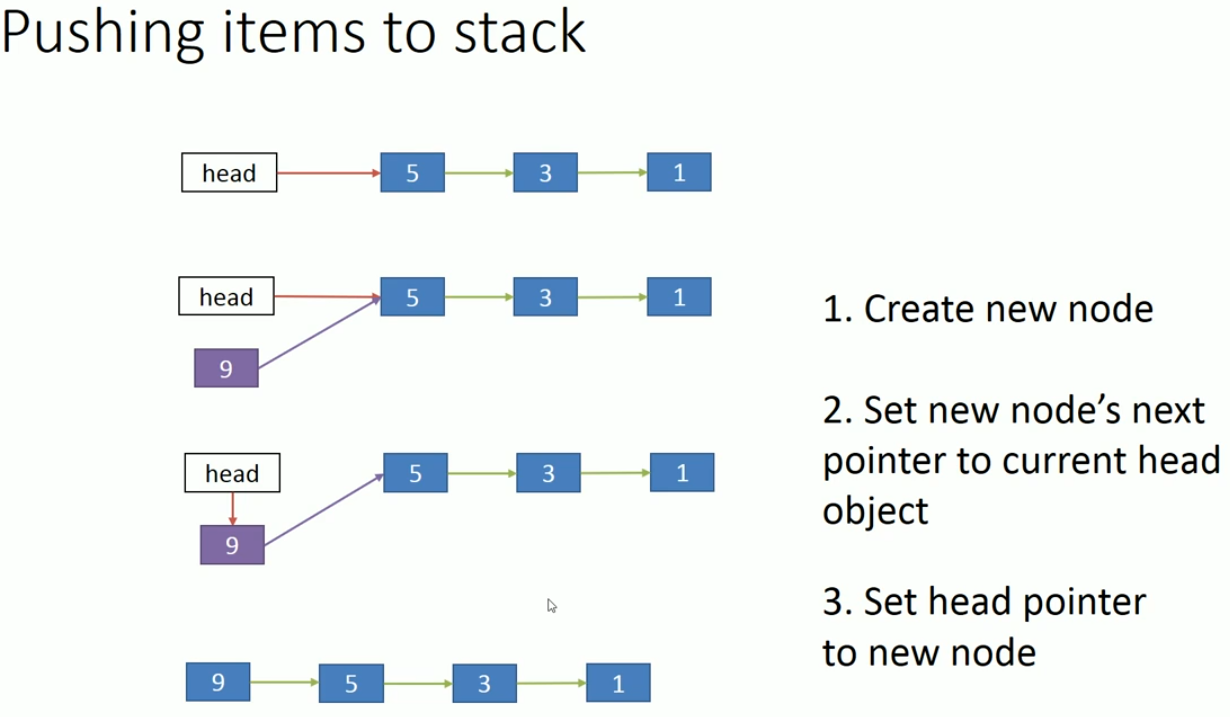 Pushing items to stack
head 5 3 1
head 5 3 1
9
head 5 3 1
9
9 5 3 1
1. Create new node
2. Set new node’s next
pointer to current head
object
3. Set head pointer
to new node